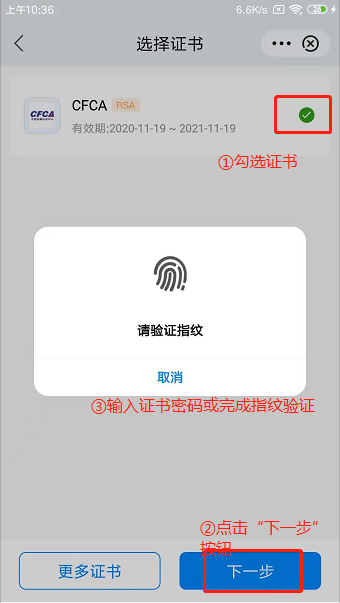 上午10:36
6.6K/s
26
选择证书
CFCA
CFCA RSA
有效期:2020-11-19 ~ 2021-11-19
①勾选证书
请验证指纹
取消
③输入证书密码或完成指纹验证
②点击“下一步”
按钮
更多证书
下一步